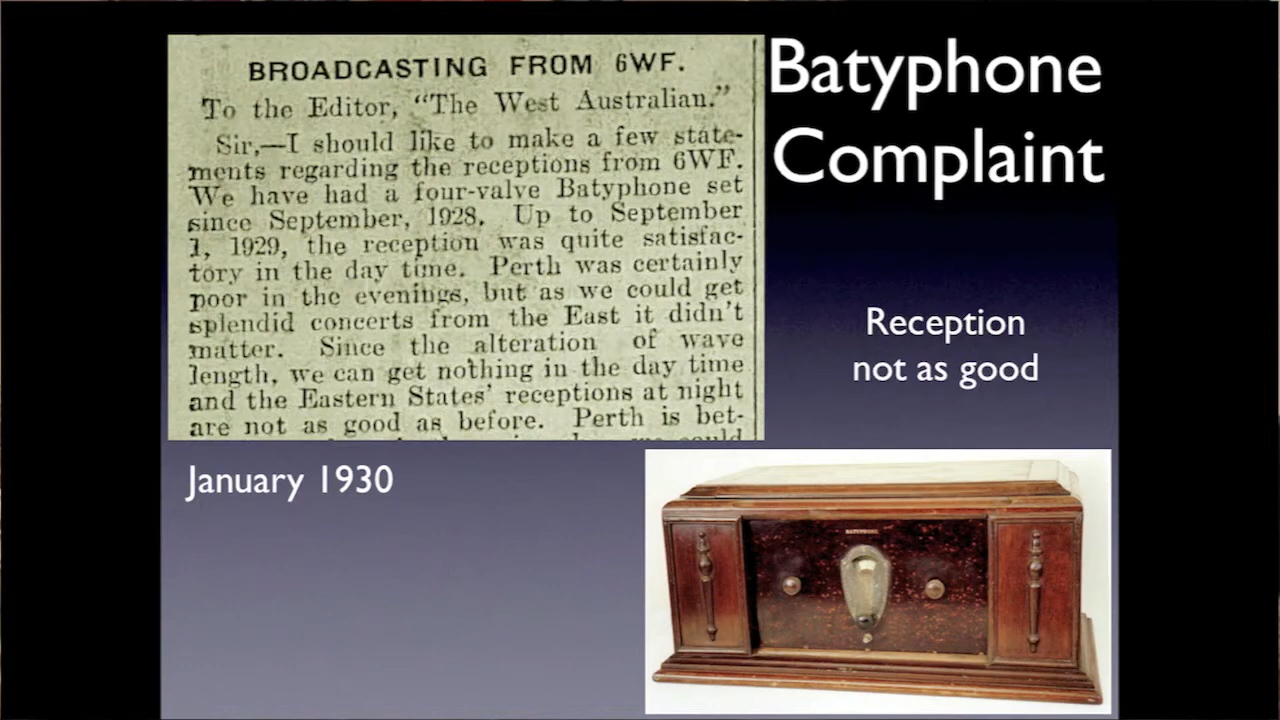 Batyphone
Complaint
BROADCASTING FROM 6WF.
To the Editor, "The West Australian."
Sir,—I should like to make a few state-
ments regarding the receptions from 6WF.
We have had a four-valve Batyphone set
since September, 1928. Up to September
1, 1929, the reception was quite satisfac-
tory in the day time. Perth was certainly
poor in the evenings, but as we could get
splendid concerts from the East it didn't
matter. Since the alteration of wave
length, we can get nothing in the day time
and the Eastern States' receptions at night
are not as good as before. Perth is bet-
Reception
not as good
January 1930
BATYPHONE